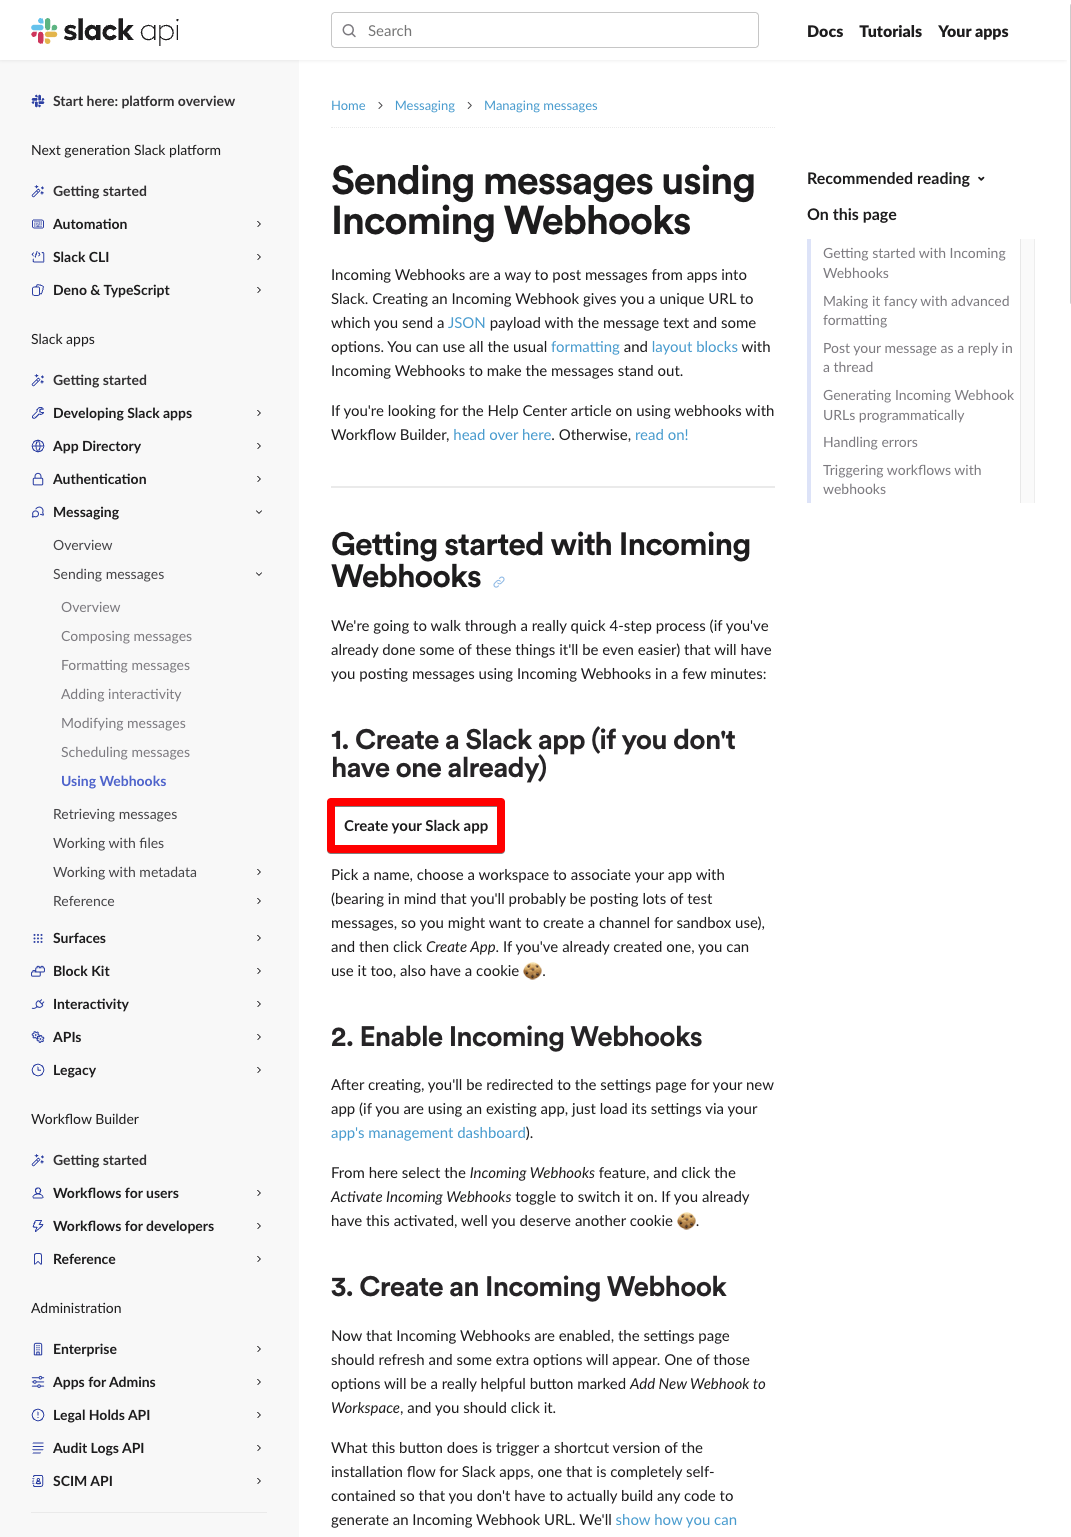 slack api
Search
Docs Tutorials Your apps
Start here: platform overview
Next generation Slack platform
Getting started
Automation
Slack CLI
Deno & TypeScript
Slack apps
Getting started
Developing Slack apps
App Directory
Authentication
Messaging
Overview
Sending messages
Overview
Composing messages
Formatting messages
Adding interactivity
Modifying messages
Scheduling messages
Using Webhooks
Retrieving messages
Working with files
Working with metadata
Reference
Surfaces
Block Kit
Interactivity
APIs
Legacy
Workflow Builder
Getting started
Workflows for users
Workflows for developers
Reference
Administration
Enterprise
Apps for Admins
Legal Holds API
Audit Logs API
SCIM API
Home > Messaging > Managing messages
Sending messages using
Incoming Webhooks
Incoming Webhooks are a way to post messages from apps into
Slack. Creating an Incoming Webhook gives you a unique URL to
which you send a JSON payload with the message text and some
options. You can use all the usual formatting and layout blocks with
Incoming Webhooks to make the messages stand out.
If you're looking for the Help Center article on using webhooks with
Workflow Builder, head over here. Otherwise, read on!
Getting started with Incoming
Webhooks
We're going to walk through a really quick 4-step process (if you've
already done some of these things it'll be even easier) that will have
you posting messages using Incoming Webhooks in a few minutes:
1. Create a Slack app (if you don't
have one already)
Create your Slack app
Pick a name, choose a workspace to associate your app with
(bearing in mind that you'll probably be posting lots of test
messages, so you might want to create a channel for sandbox use),
and then click Create App. If you've already created one, you can
use it too, also have a cookie 🍪.
2. Enable Incoming Webhooks
After creating, you'll be redirected to the settings page for your new
app (if you are using an existing app, just load its settings via your
app's management dashboard).
From here select the Incoming Webhooks feature, and click the
Activate Incoming Webhooks toggle to switch it on. If you already
have this activated, well you deserve another cookie 🍪.
3. Create an Incoming Webhook
Now that Incoming Webhooks are enabled, the settings page
should refresh and some extra options will appear. One of those
options will be a really helpful button marked Add New Webhook to
Workspace, and you should click it.
What this button does is trigger a shortcut version of the
installation flow for Slack apps, one that is completely self-
contained so that you don't have to actually build any code to
generate an Incoming Webhook URL. We'll show how you can
Recommended reading
On this page
Getting started with Incoming
Webhooks
Making it fancy with advanced
formatting
Post your message as a reply in
a thread
Generating Incoming Webhook
URLs programmatically
Handling errors
Triggering workflows with
webhooks